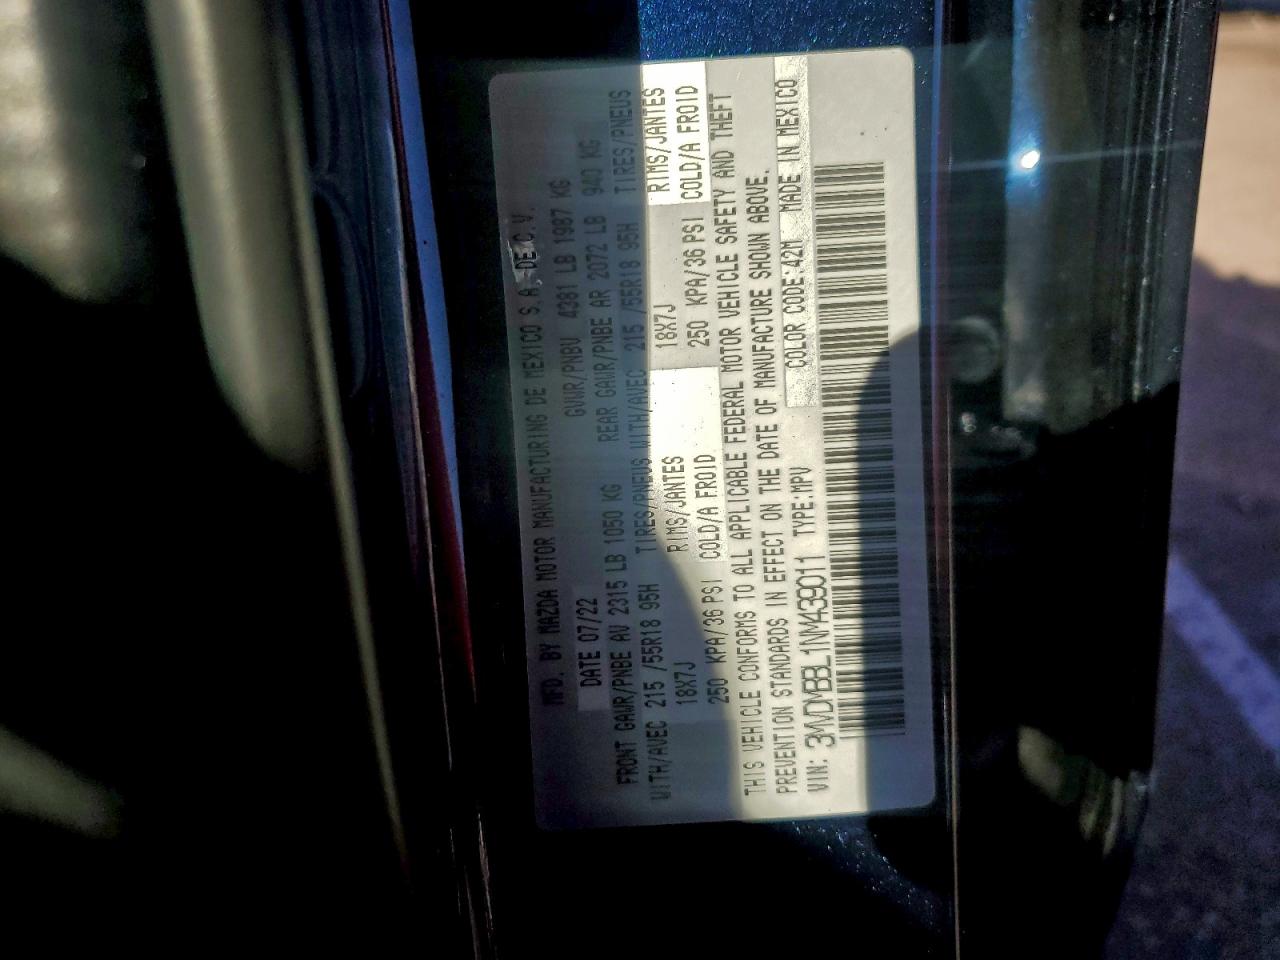 MFD. BY MAZDA MOTOR MANUFACTURING DE MEXICO S.A. DE C.V.
DATE 07/22 GVWR/PNBV 4381 LB 1987 KG
FRONT GAWR/PNBE AV 2315 LB 1050 KG REAR GAWR/PNBE AR 2072 LB 940 KG
WITH/AVEC 215 /55R18 95H TIRES/PNEUS WITH/AVEC 215 /55R18 95H TIRES/PNEUS
18X7J RIMS/JANTES 18X7J RIMS/JANTES
250 KPA/36 PSI COLD/A FROID 250 KPA/36 PSI COLD/A FROID
THIS VEHICLE CONFORMS TO ALL APPLICABLE FEDERAL MOTOR VEHICLE SAFETY AND THEFT
PREVENTION STANDARDS IN EFFECT ON THE DATE OF MANUFACTURE SHOWN ABOVE.
VIN: 3MVDMBBL1NM439011 TYPE:MPV COLOR CODE:42M MADE IN MEXICO